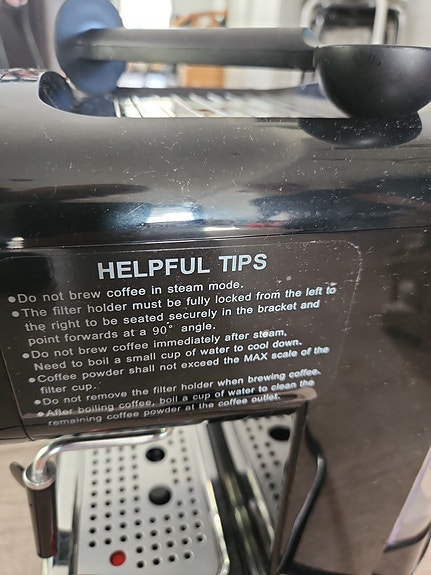 HELPFUL TIPS
●Do not brew coffee in steam mode.
●The filter holder must be fully locked from the left to
the right to be seated securely in the bracket and
point forwards at a 90° angle.
●Do not brew coffee immediately after steam,
Need to boil a small cup of water to cool down.
●Coffee powder shall not exceed the MAX scale of the
filter cup.
●Do not remove the filter holder when brewing coffee.
●After boiling coffee, boil a cup of water to clean the
remaining coffee powder at the coffee outlet.